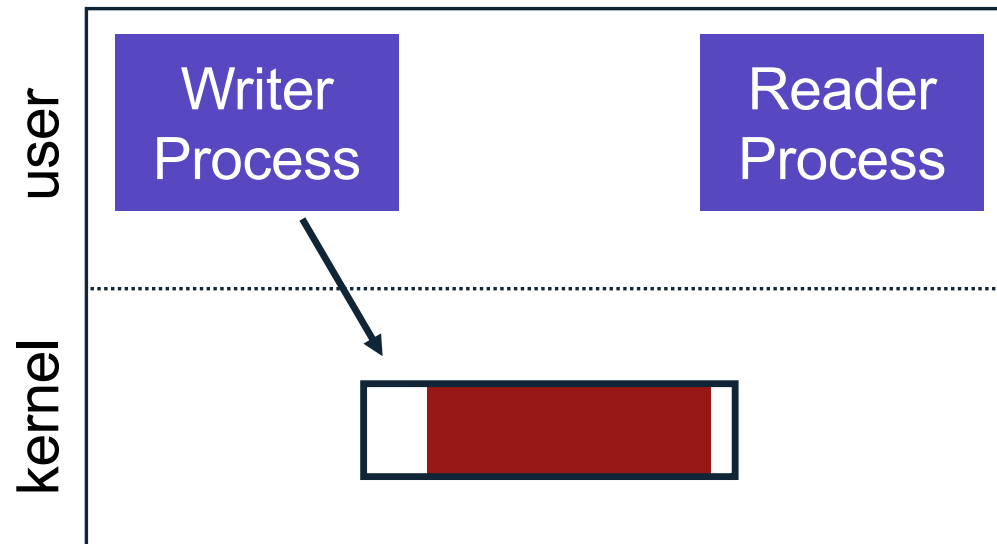 user
Writer
Process
Reader
Process
kernel